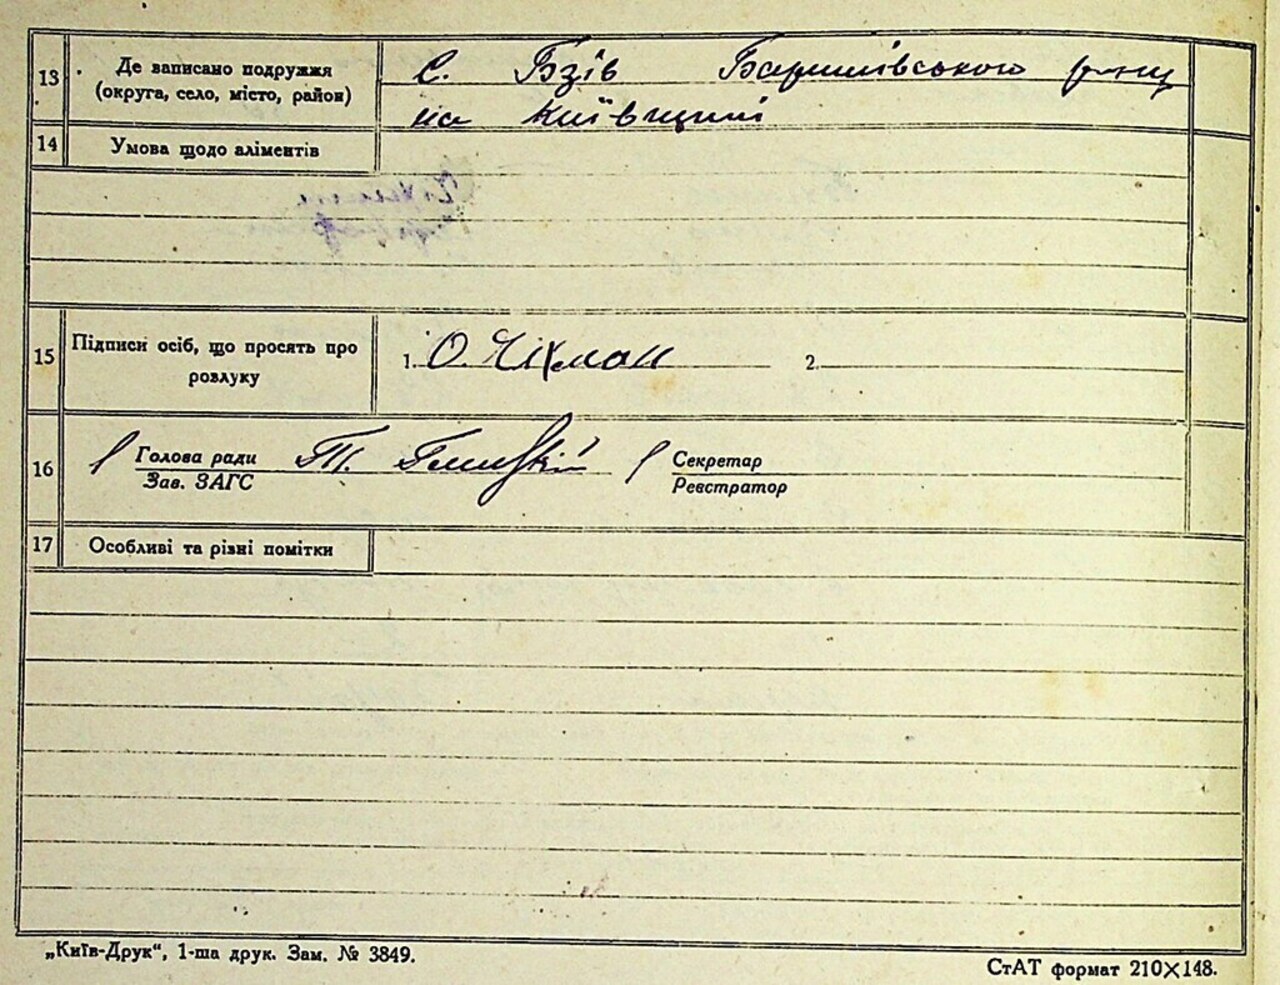 13 Де записано подружжя С. Бзів Баришівського р-ну
(округа, село, місто, район) на Київщині
14 Умова щодо аліментів
15 Підписи осіб, що просять про 1. О. Чіхман 2.
розлуку
16 Голова ради Т. Секретар
Зав. ЗАГС Реєстратор
17 Особливі та різні помітки
„Київ-Друк“, 1-ша друк. Зам. № 3849.
СтАТ формат 210×148.